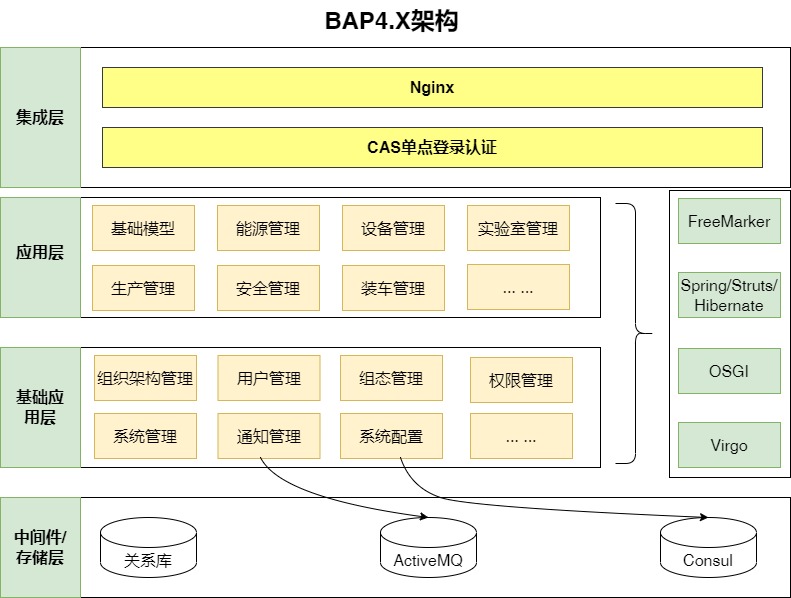 BAP4.X架构
集成层
Nginx
CAS单点登录认证
应用层
基础模型
能源管理
设备管理
实验室管理
生产管理
安全管理
装车管理
... ...
基础应
用层
组织架构管理
用户管理
组态管理
权限管理
系统管理
通知管理
系统配置
... ...
FreeMarker
Spring/Struts/
Hibernate
OSGI
Virgo
中间件/
存储层
关系库
ActiveMQ
Consul